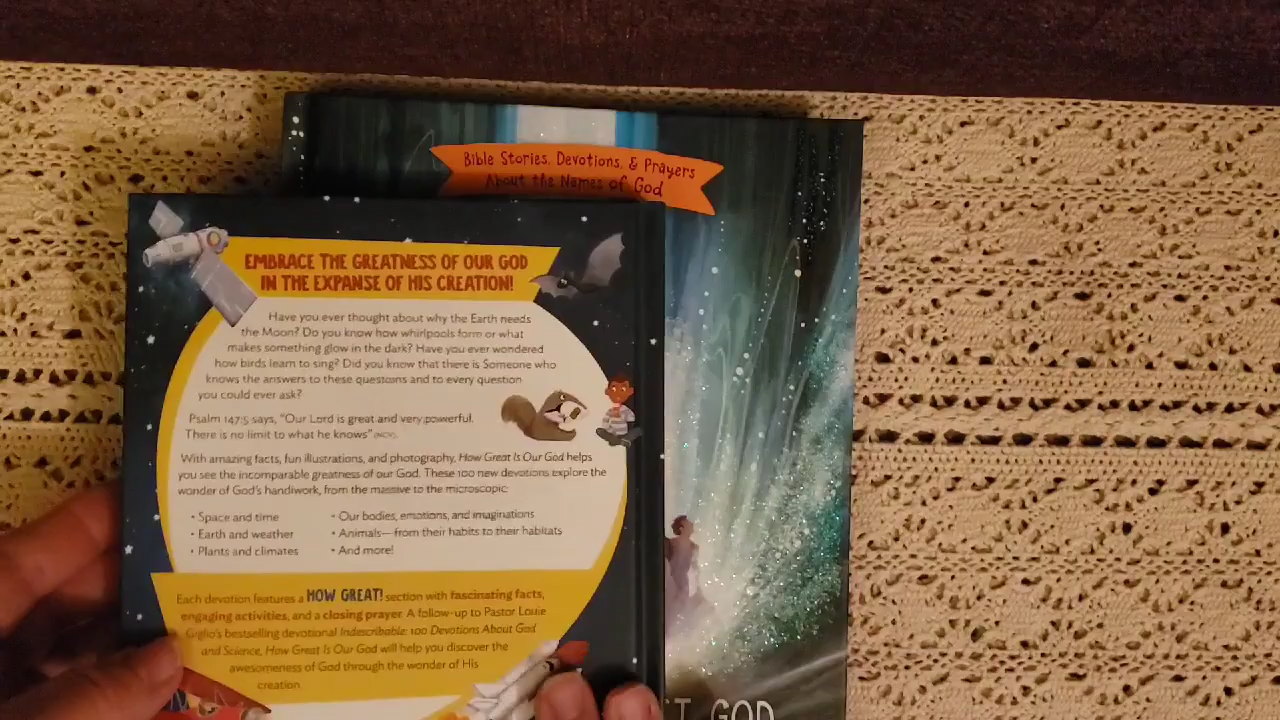 Bible Stories, Devotions, & Prayers
About the Names of God
EMBRACE THE GREATNESS OF OUR GOD
IN THE EXPANSE OF HIS CREATION!
Have you ever thought about why the Earth needs
the Moon? Do you know how whirlpools form or what
makes something glow in the dark? Have you ever wondered
how birds learn to sing? Did you know that there is Someone who
knows the answers to these questions and to every question
you could ever ask?
Psalm 147:5 says, "Our Lord is great and very powerful.
There is no limit to what he knows" (NCV).
With amazing facts, fun illustrations, and photography, How Great Is Our God helps
you see the incomparable greatness of our God. These 100 new devotions explore the
wonder of God's handiwork, from the massive to the microscopic:
• Space and time
• Earth and weather
• Plants and climates
• Our bodies, emotions, and imaginations
• Animals—from their habits to their habitats
• And more!
Each devotion features a HOW GREAT! section with fascinating facts,
engaging activities, and a closing prayer. A follow-up to Pastor Louie
Giglio's bestselling devotional Indescribable: 100 Devotions About God
and Science, How Great Is Our God will help you discover the
awesomeness of God through the wonder of His
creation.
GOD